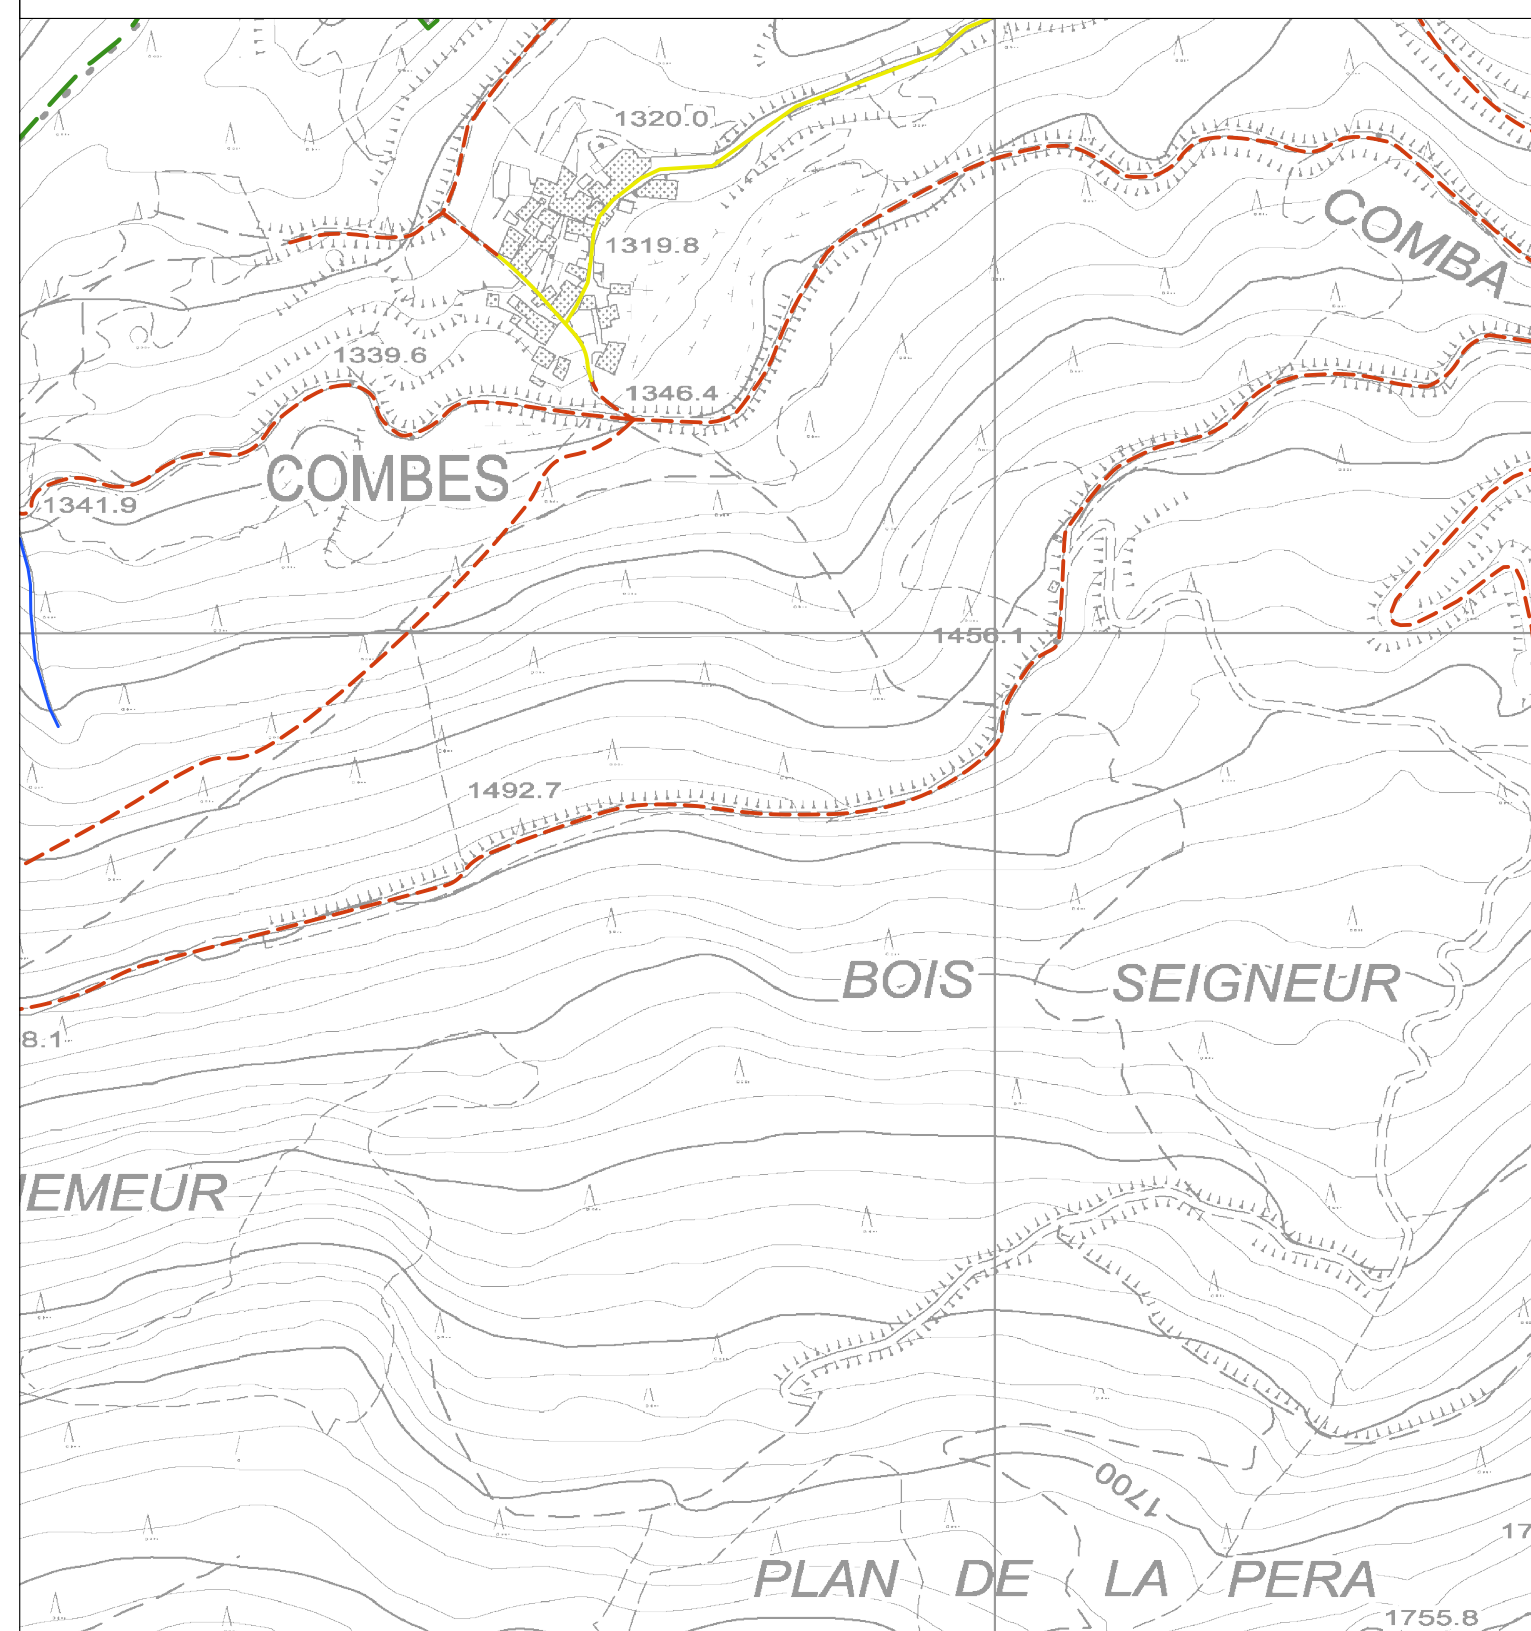 1320.0
COMBA
1319.8
1339.6
1346.4
COMBES
1341.9
1456.1
1492.7
BOIS SEIGNEUR
8.1
IEMEUR
1700
17
PLAN DE LA PERA
1755.8